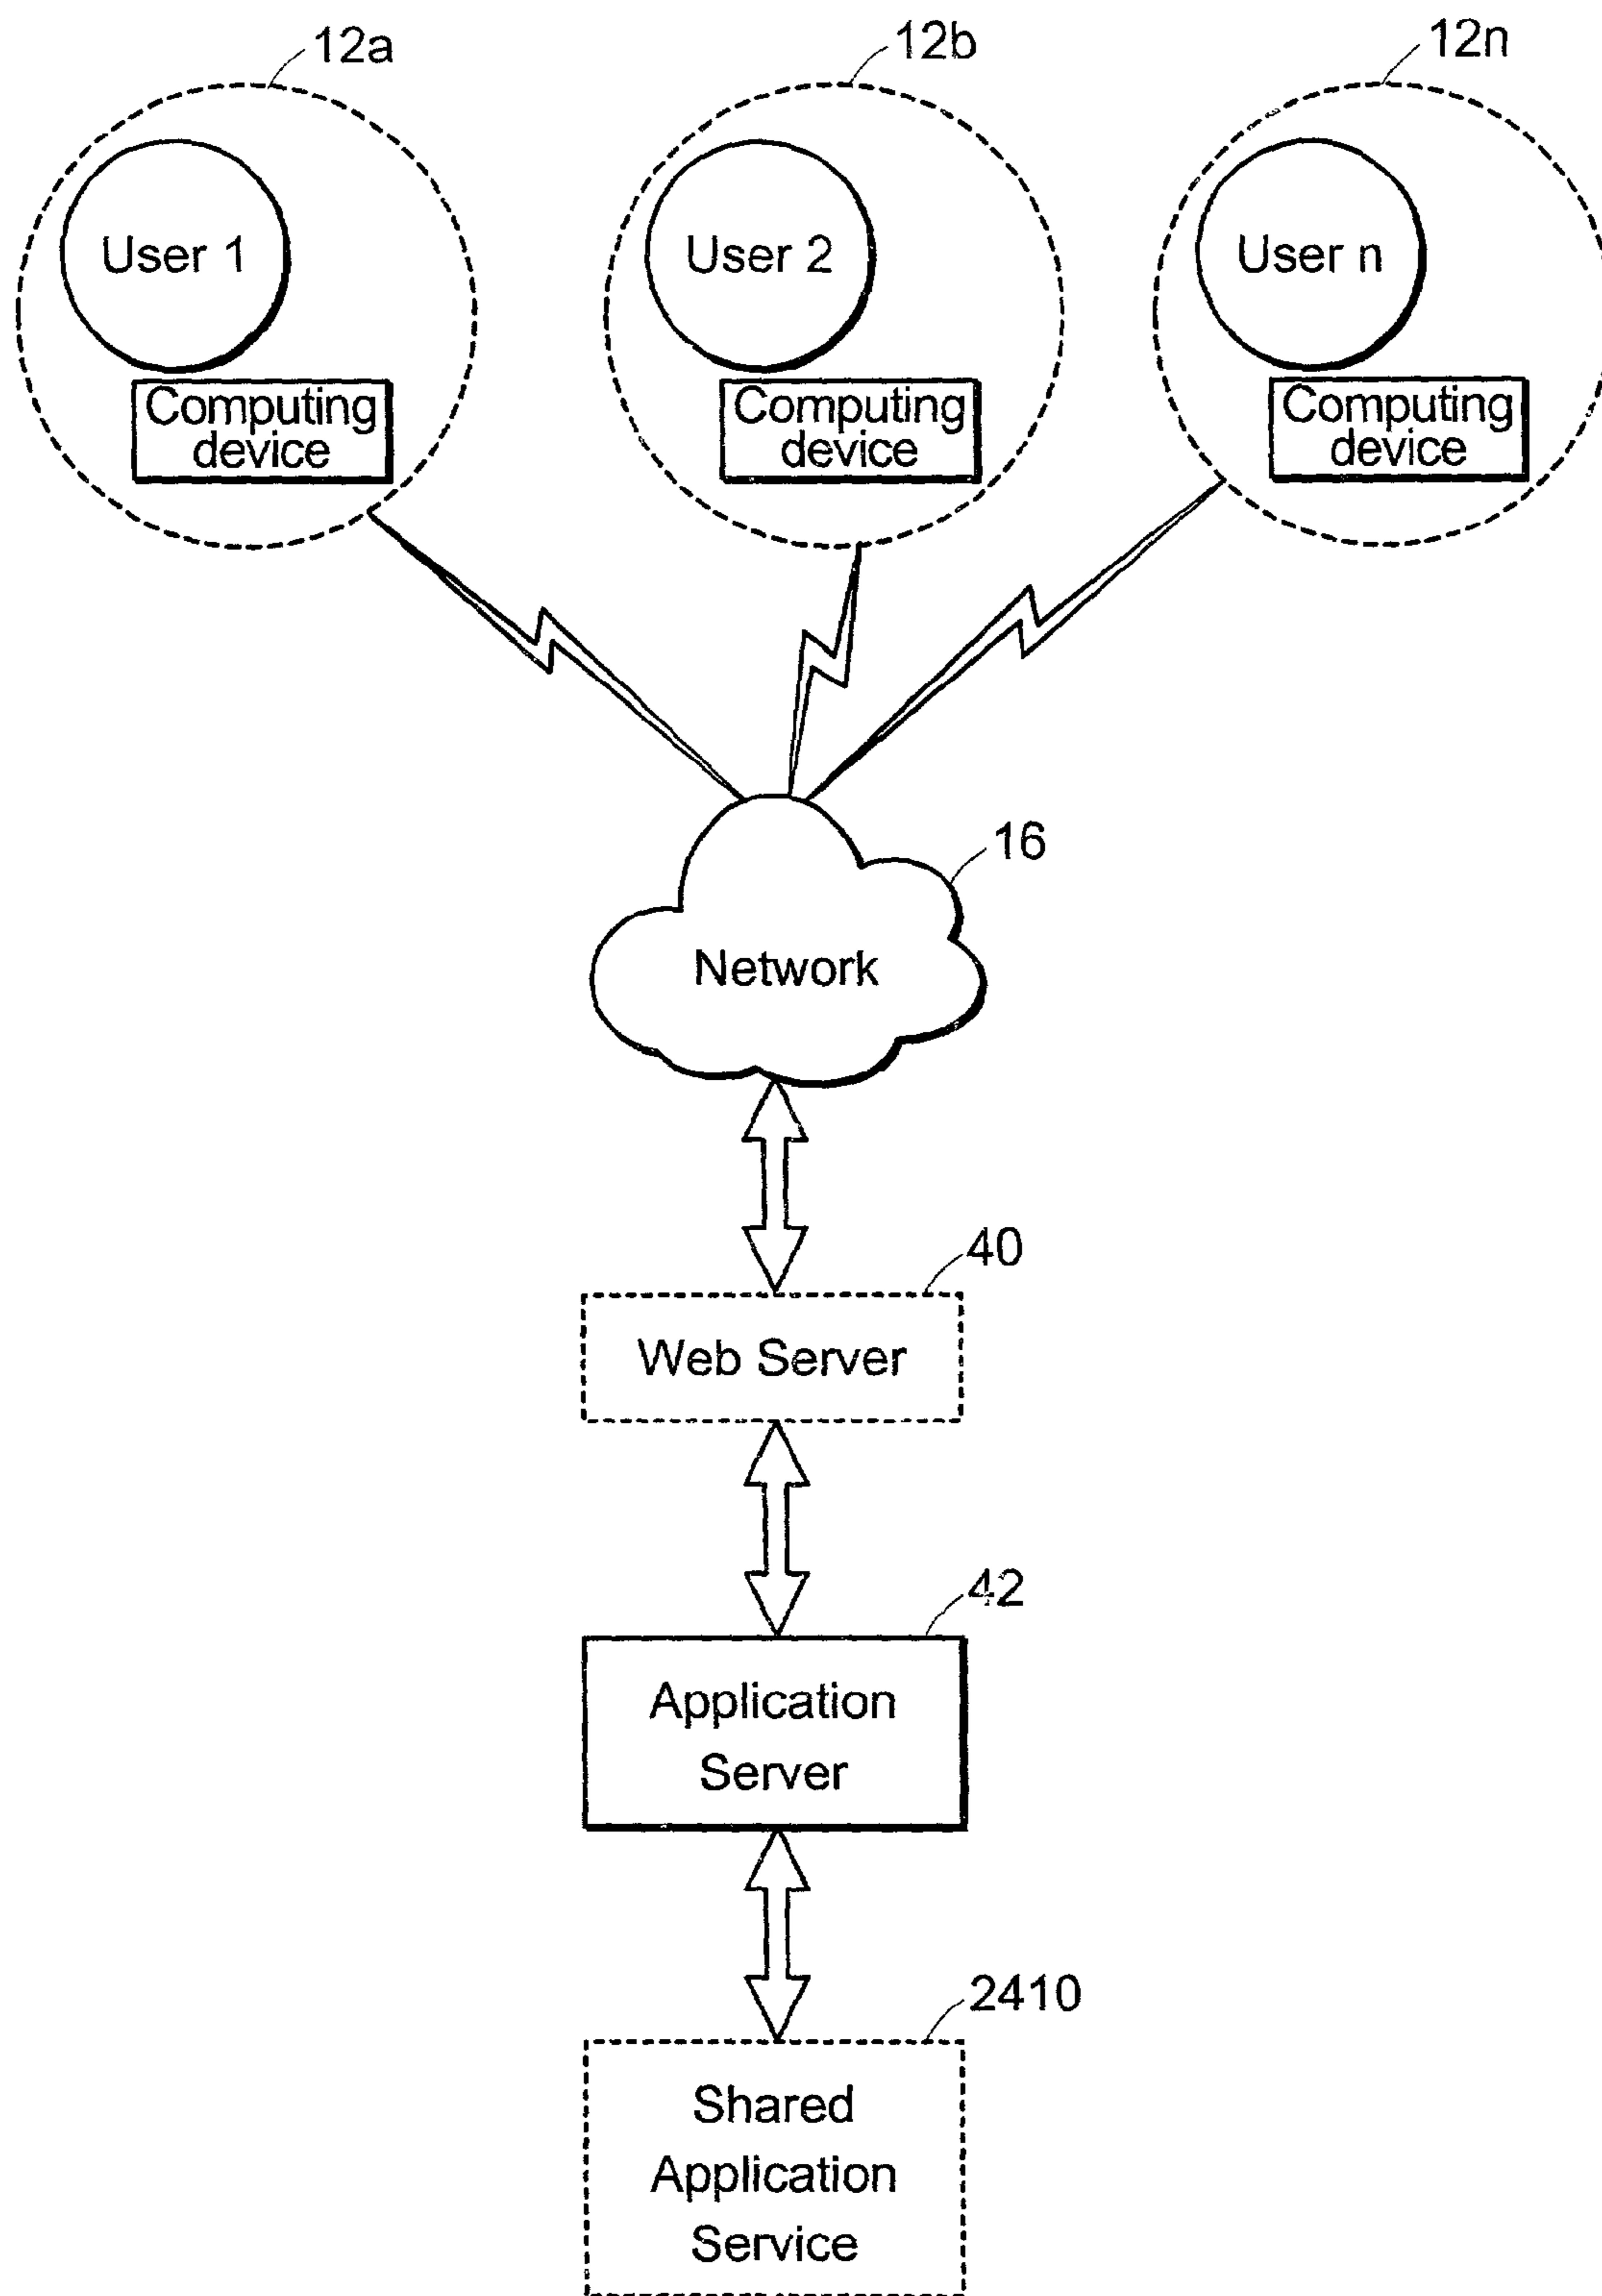 12a
12b
12n
User 1
User 2
User n
Computing
device
Computing
device
Computing
device
16
Network
40
Web Server
42
Application
Server
2410
Shared
Application
Service